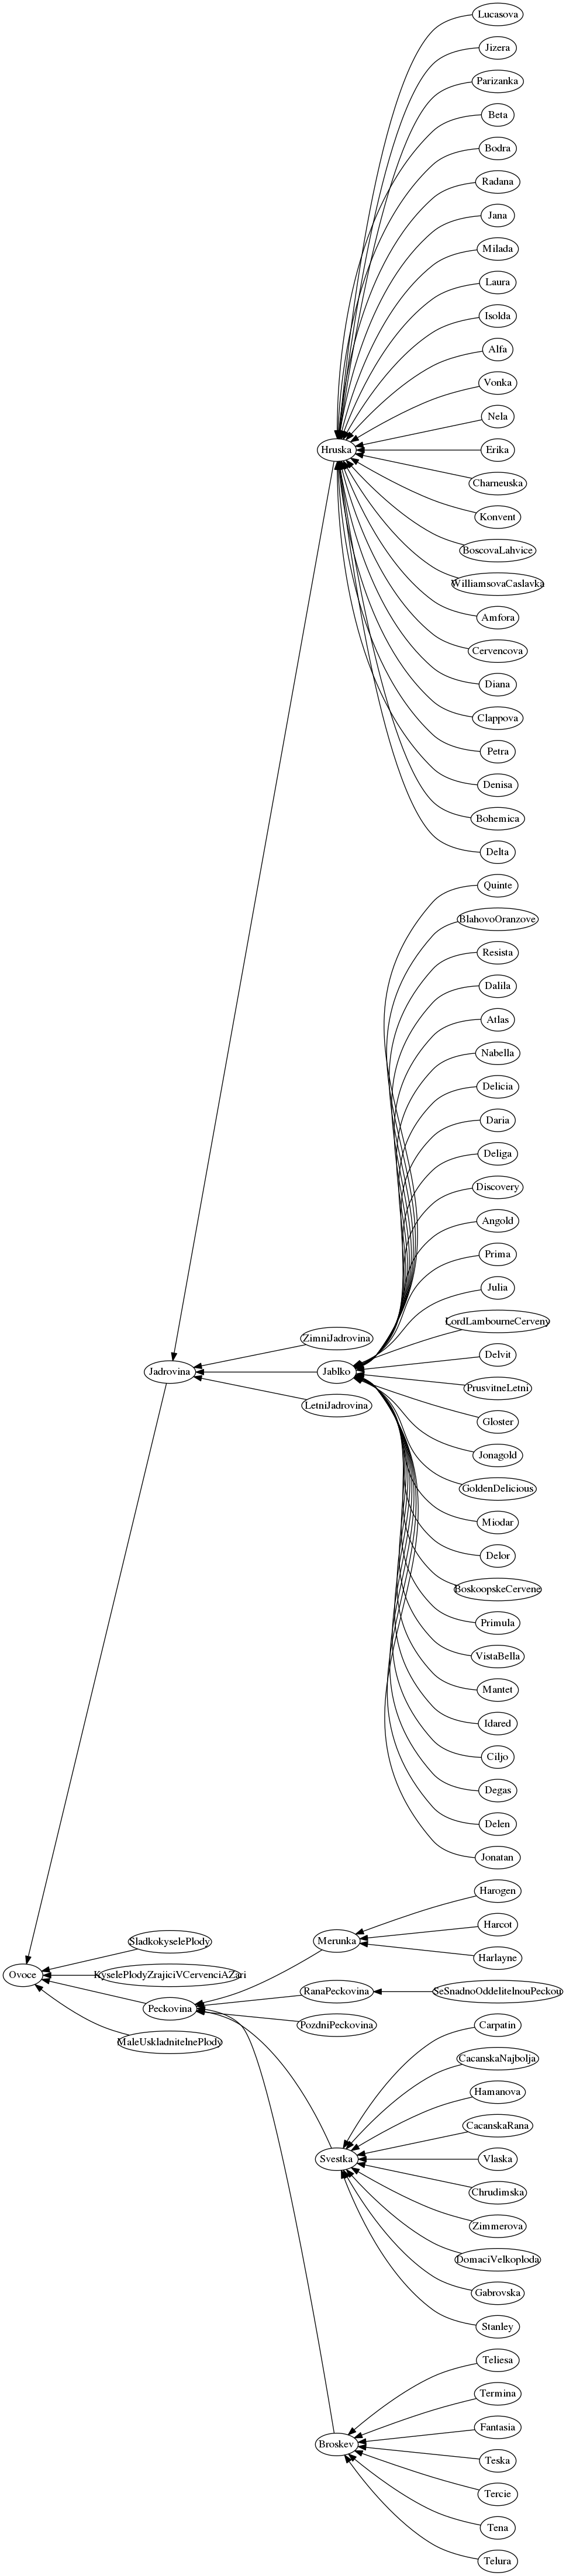 Lucasova
Jizera
Parizanka
Beta
Bodra
Radana
Jana
Milada
Laura
Isolda
Alfa
Vonka
Nela
Hruska
Erika
Charneuska
Konvent
BoscovaLahvice
WilliamsovaCaslavka
Amfora
Cervencova
Diana
Clappova
Petra
Denisa
Bohemica
Delta
Quinte
BlahovoOranzove
Resista
Dalila
Atlas
Nabella
Delicia
Daria
Deliga
Discovery
Angold
Prima
Julia
LordLambourneCerveny
ZimniJadrovina
Delvit
Jadrovina
Jablko
PrusvitneLetni
LetniJadrovina
Gloster
Jonagold
GoldenDelicious
Miodar
Delor
BoskoopskeCervene
Primula
VistaBella
Mantet
Idared
Ciljo
Degas
Delen
Jonatan
Harogen
Harcot
SladkokyselePlody
Merunka
Harlayne
Ovoce
KyselePlodyZrajiciVCervenciAZari
RanaPeckovina
SeSnadnoOddelitelnouPeckou
Peckovina
PozdniPeckovina
Carpatin
MaleUskladnitelnePlody
CacanskaNajbolja
Hamanova
CacanskaRana
Svestka
Vlaska
Chrudimska
Zimmerova
DomaciVelkoploda
Gabrovska
Stanley
Teliesa
Termina
Fantasia
Broskev
Teska
Tercie
Tena
Telura